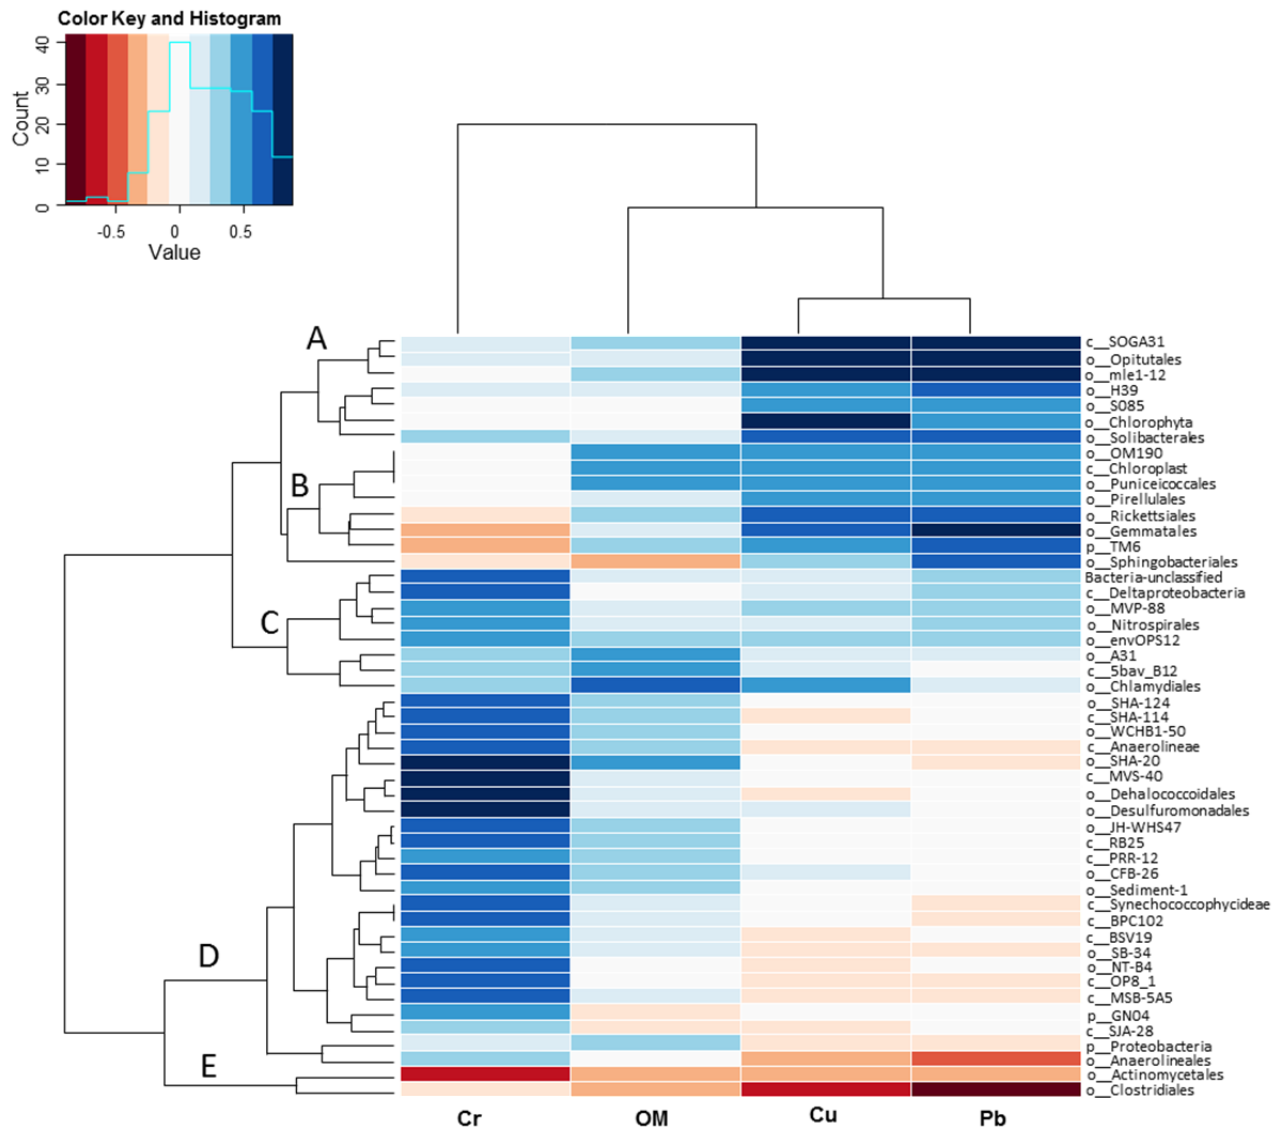 Color Key and Histogram
40
30
20
10
0
Count
-0.5
0
0.5
Value
A
B
C
D
E
c__SOGA31
o__Opitutales
o__mle1-12
o__H39
o__S085
o__Chlorophyta
o__Solibacterales
o__OM190
c__Chloroplast
o__Puniceicoccales
o__Pirellulales
o__Rickettsiales
o__Gemmatales
p__TM6
o__Sphingobacteriales
Bacteria-unclassified
c__Deltaproteobacteria
o__MVP-88
o__Nitrospirales
o__envOPS12
o__A31
c__5bav_B12
o__Chlamydiales
o__SHA-124
c__SHA-114
o__WCHB1-50
c__Anaerolineae
o__SHA-20
c__MVS-40
o__Dehalococcoidales
o__Desulfuromonadales
o__JH-WHS47
c__RB25
c__PRR-12
o__CFB-26
o__Sediment-1
c__Synechococcophycideae
c__BPC102
c__BSV19
o__SB-34
o__NT-B4
c__OP8_1
c__MSB-5A5
p__GN04
c__SJA-28
p__Proteobacteria
o__Anaerolineales
o__Actinomycetales
o__Clostridiales
Cr
OM
Cu
Pb